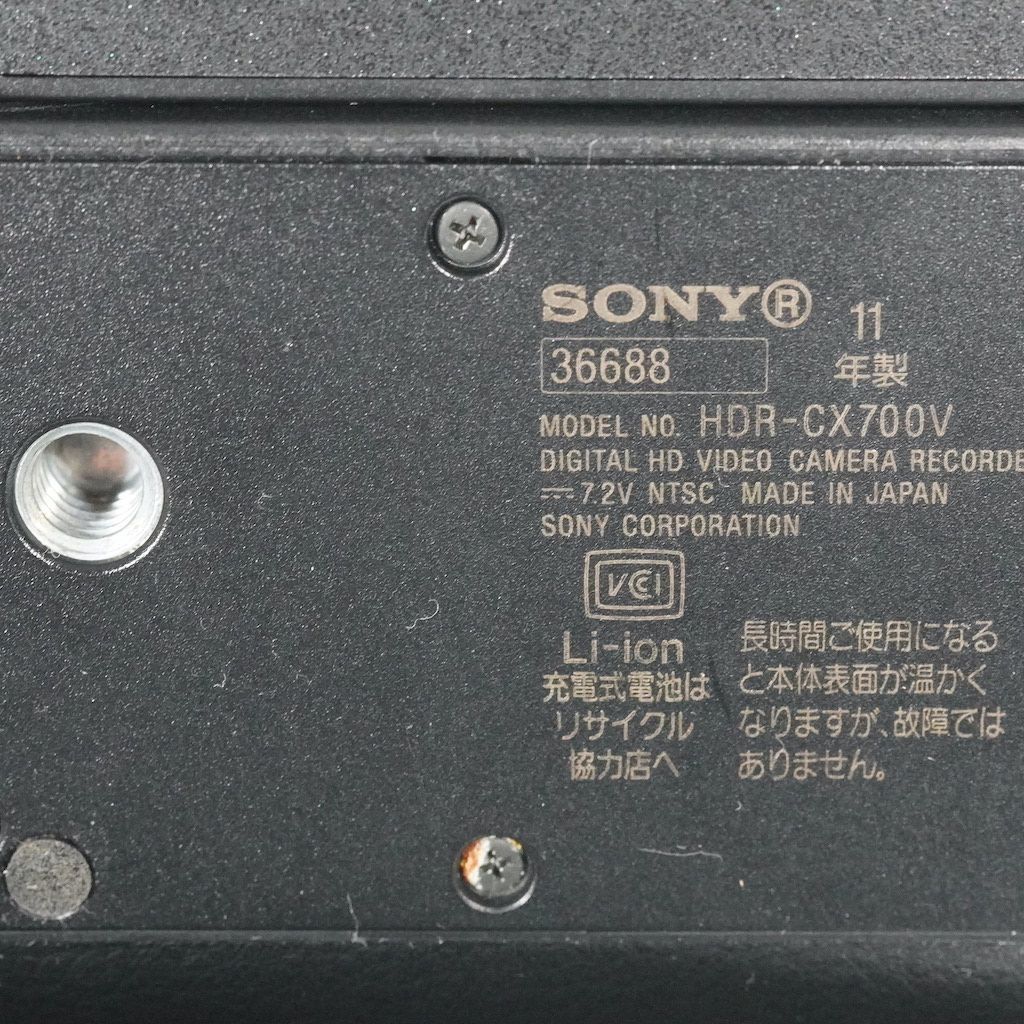 SONY®
11
年製
36688
MODEL NO. HDR-CX700V
DIGITAL HD VIDEO CAMERA RECORDE
7.2V NTSC MADE IN JAPAN
SONY CORPORATION
VCCI
Li-ion
充電式電池は
リサイクル
協力店へ
長時間ご使用になる
と本体表面が温かく
なりますが、故障では
ありません。